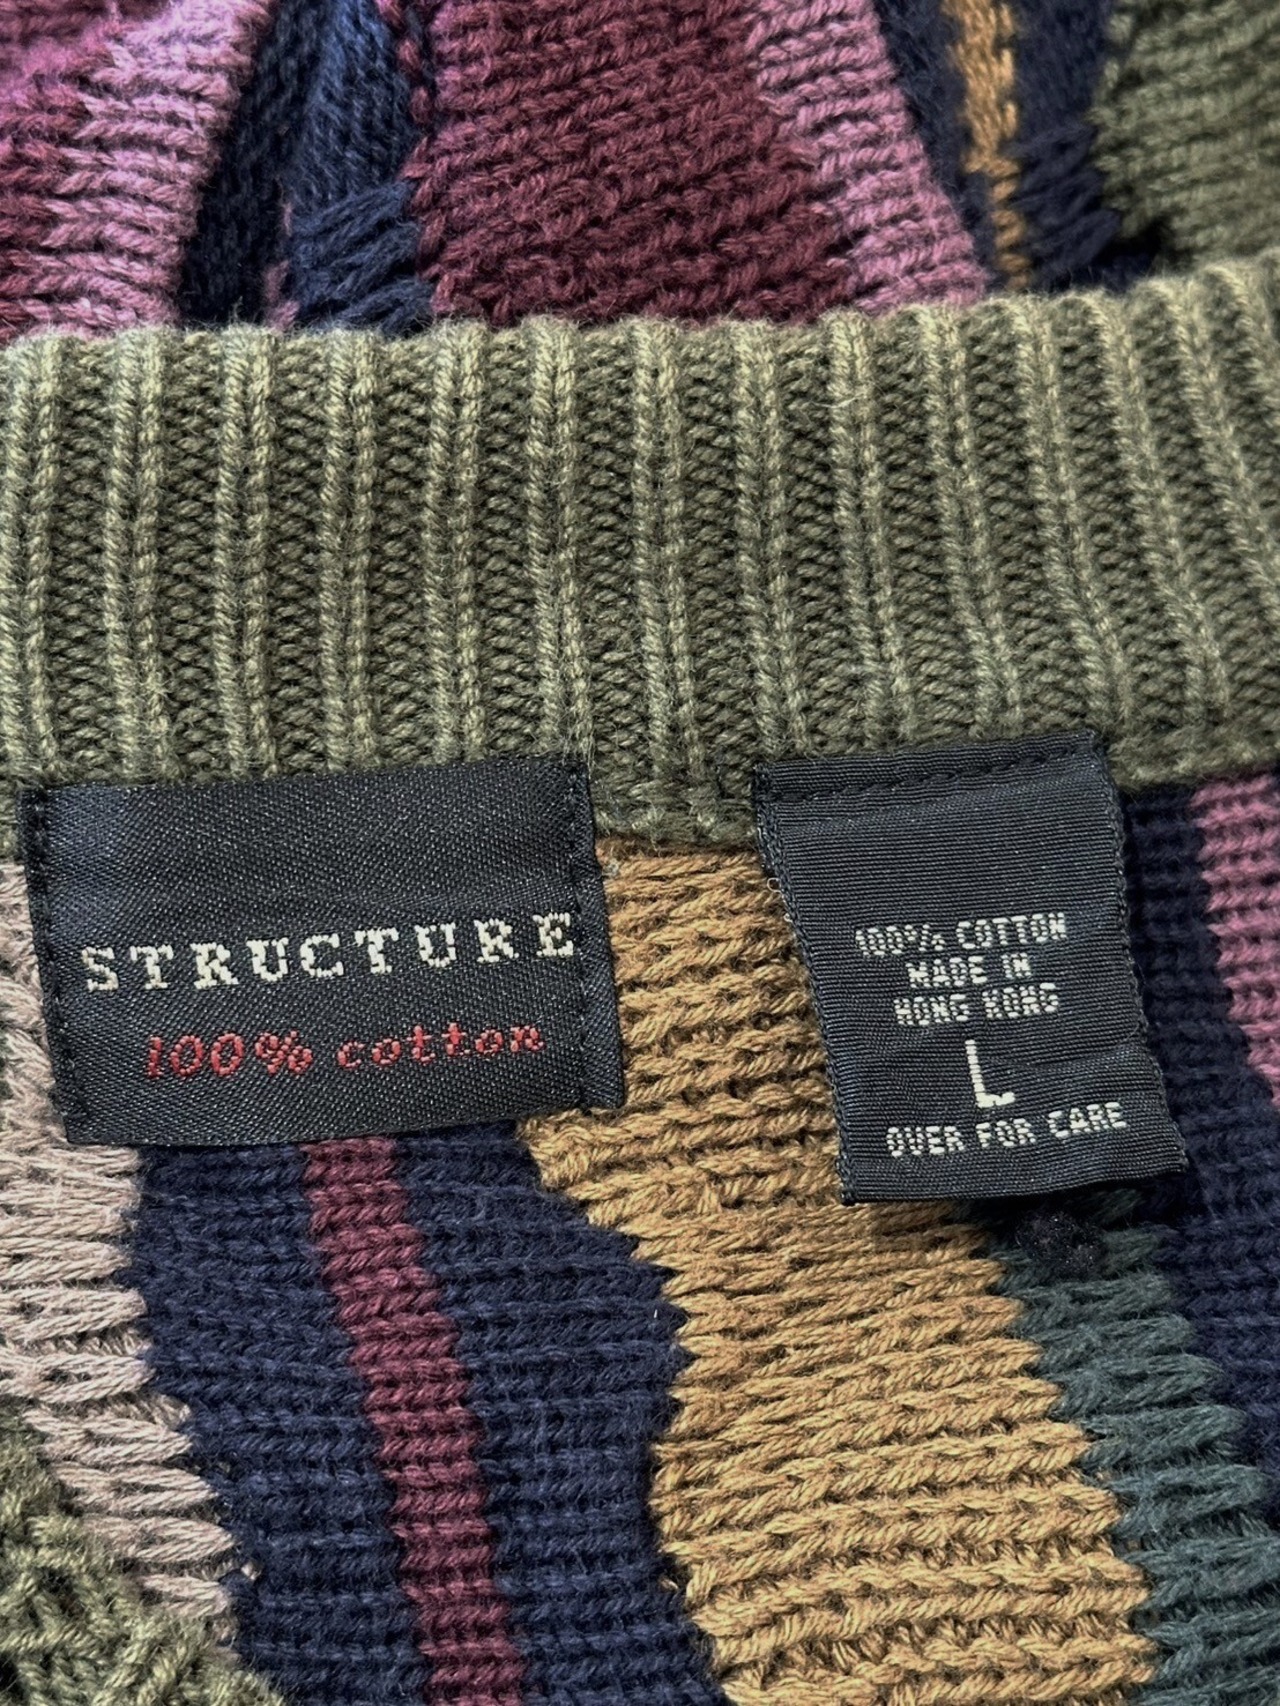 STRUCTURE
100% cotton
100% COTTON
MADE IN
HONG KONG
L
OVER FOR CARE